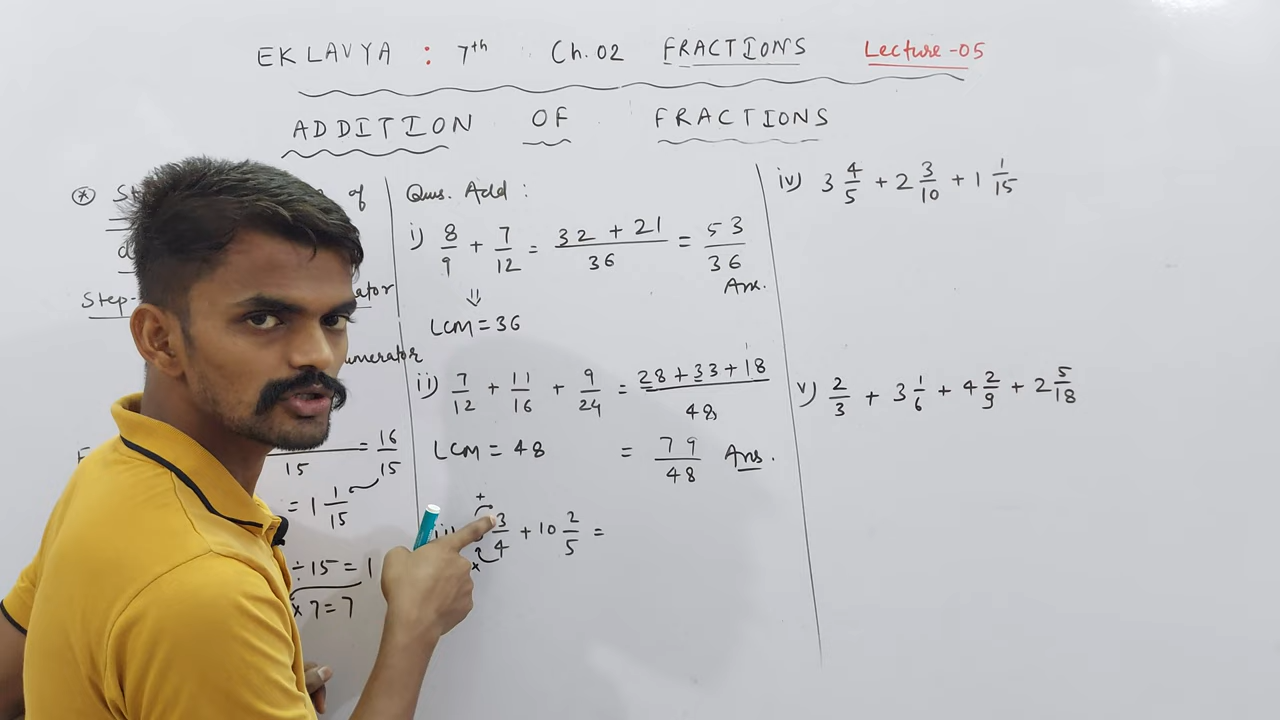 EKLAVYA : 7th Ch.02 FRACTIONS Lecture-05
ADDITION OF FRACTIONS
of
Step-
15 = 16/15
= 1 1/15
÷15 = 1
×7=7
Ques. Add :
i) 8/9 + 7/12 = 32 + 21/36 = 53/36
Ans.
⇓
LCM = 36
ii) 7/12 + 11/16 + 9/24 = 28+33+18/48
LCM = 48 = 79/48 Ans.
+
3/4 + 10 2/5 =
×
iv) 3 4/5 + 2 3/10 + 1 1/15
v) 2/3 + 3 1/6 + 4 2/9 + 2 5/18